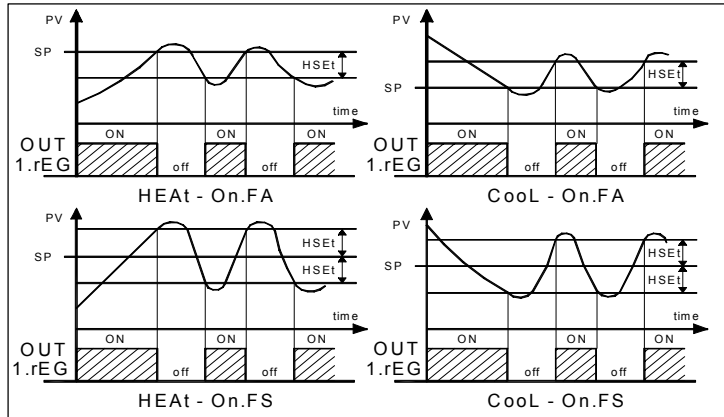 PV
SP
HSEt
time
ON ON ON
OUT
1.rEG
off off
HEAt - On.FA
PV
HSEt
SP
time
ON ON ON
OUT
1.rEG
off off
CooL - On.FA
PV
HSEt
SP
HSEt
time
ON ON ON
OUT
1.rEG
off off
HEAt - On.FS
PV
HSEt
SP
HSEt
time
ON ON ON
OUT
1.rEG
off off
CooL - On.FS